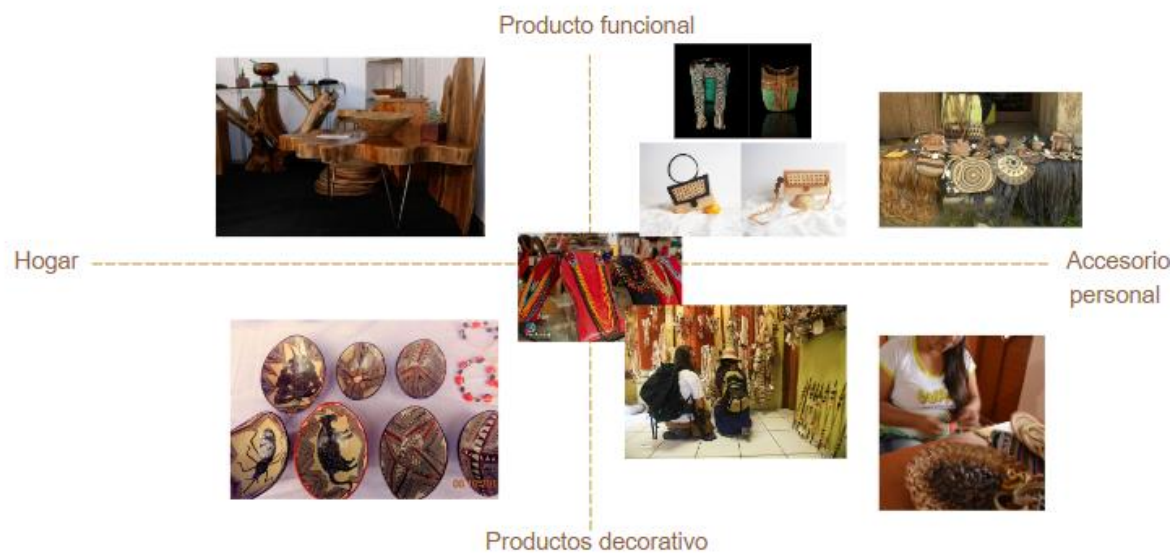 Producto funcional
Hogar
Accesorio
personal
Productos decorativo